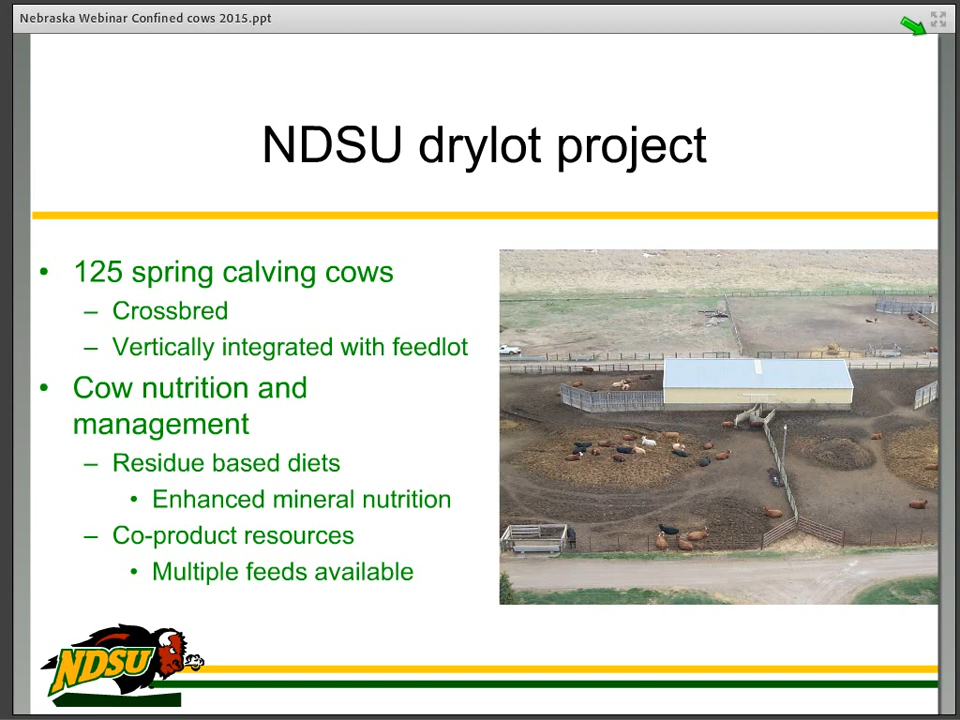 Nebraska Webinar Confined cows 2015.ppt
NDSU drylot project
• 125 spring calving cows
– Crossbred
– Vertically integrated with feedlot
• Cow nutrition and
management
– Residue based diets
• Enhanced mineral nutrition
– Co-product resources
• Multiple feeds available
NDSU